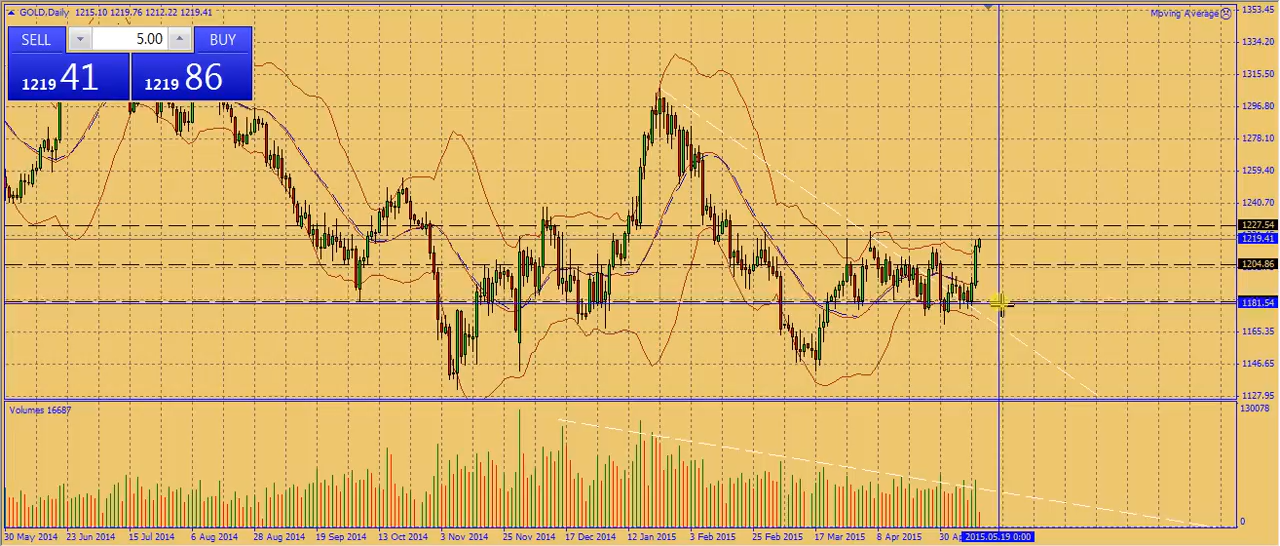 GOLD,Daily 1215.10 1219.76 1212.22 1219.41
Moving Average
SELL 5.00 BUY
1219 41 1219 86
1353.45
1334.20
1315.50
1296.80
1278.10
1259.40
1240.70
1227.54
1219.41
1204.86
1181.54
1165.35
1146.65
1127.95
Volumes 16687
130078
0
30 May 2014 23 Jun 2014 15 Jul 2014 6 Aug 2014 28 Aug 2014 19 Sep 2014 13 Oct 2014 3 Nov 2014 25 Nov 2014 17 Dec 2014 12 Jan 2015 3 Feb 2015 25 Feb 2015 17 Mar 2015 8 Apr 2015 30 Ap 2015.05.19 0:00